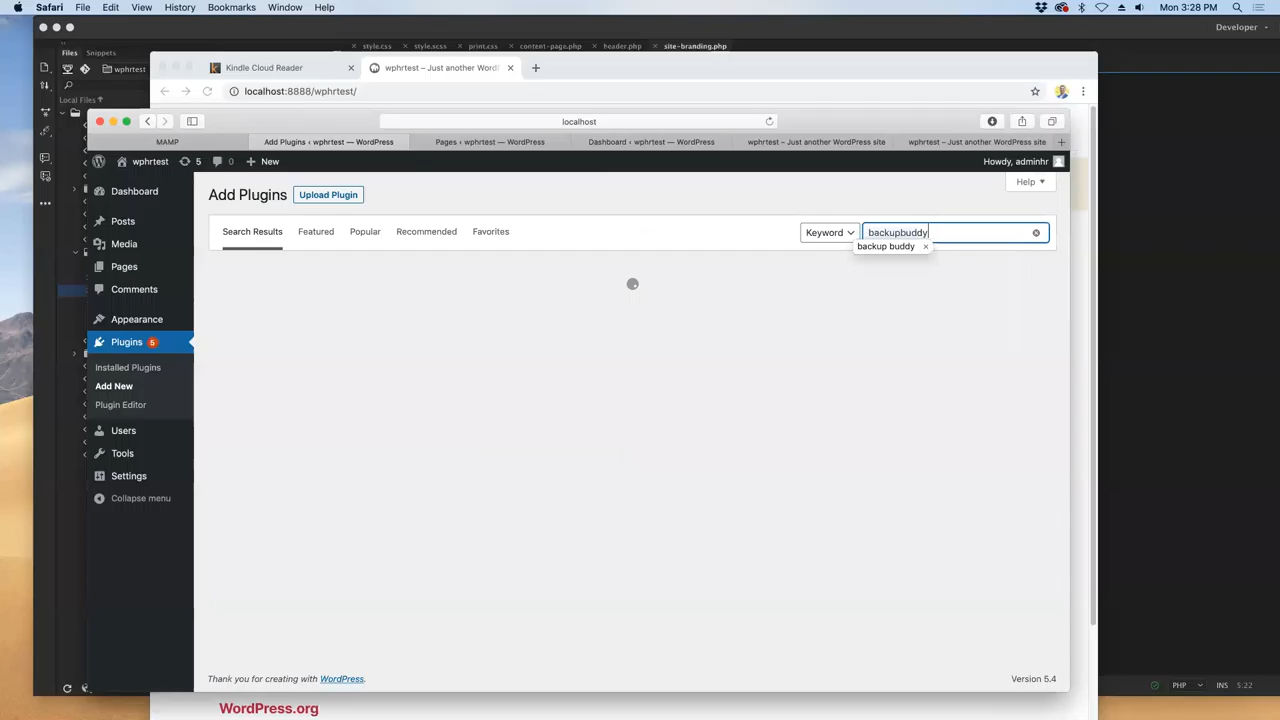 Safari File Edit View History Bookmarks Window Help Mon 3:28 PM
Developer
Files Snippets style.css style.scss print.css content-page.php header.php site-branding.php
wphrtest
Local Files
Kindle Cloud Reader
wphrtest – Just another WordP
localhost:8888/wphrtest/
localhost
MAMP Add Plugins ‹ wphrtest — WordPress Pages ‹ wphrtest — WordPress Dashboard ‹ wphrtest — WordPress wphrtest – Just another WordPress site wphrtest – Just another WordPress site
wphrtest 5 0 New Howdy, adminhr
Help
Add Plugins Upload Plugin
Search Results Featured Popular Recommended Favorites Keyword backupbuddy
backup buddy
Dashboard
Posts
Media
Pages
Comments
Appearance
Plugins 5
Installed Plugins
Add New
Plugin Editor
Users
Tools
Settings
Collapse menu
Thank you for creating with WordPress. Version 5.4
PHP INS 5:22
WordPress.org